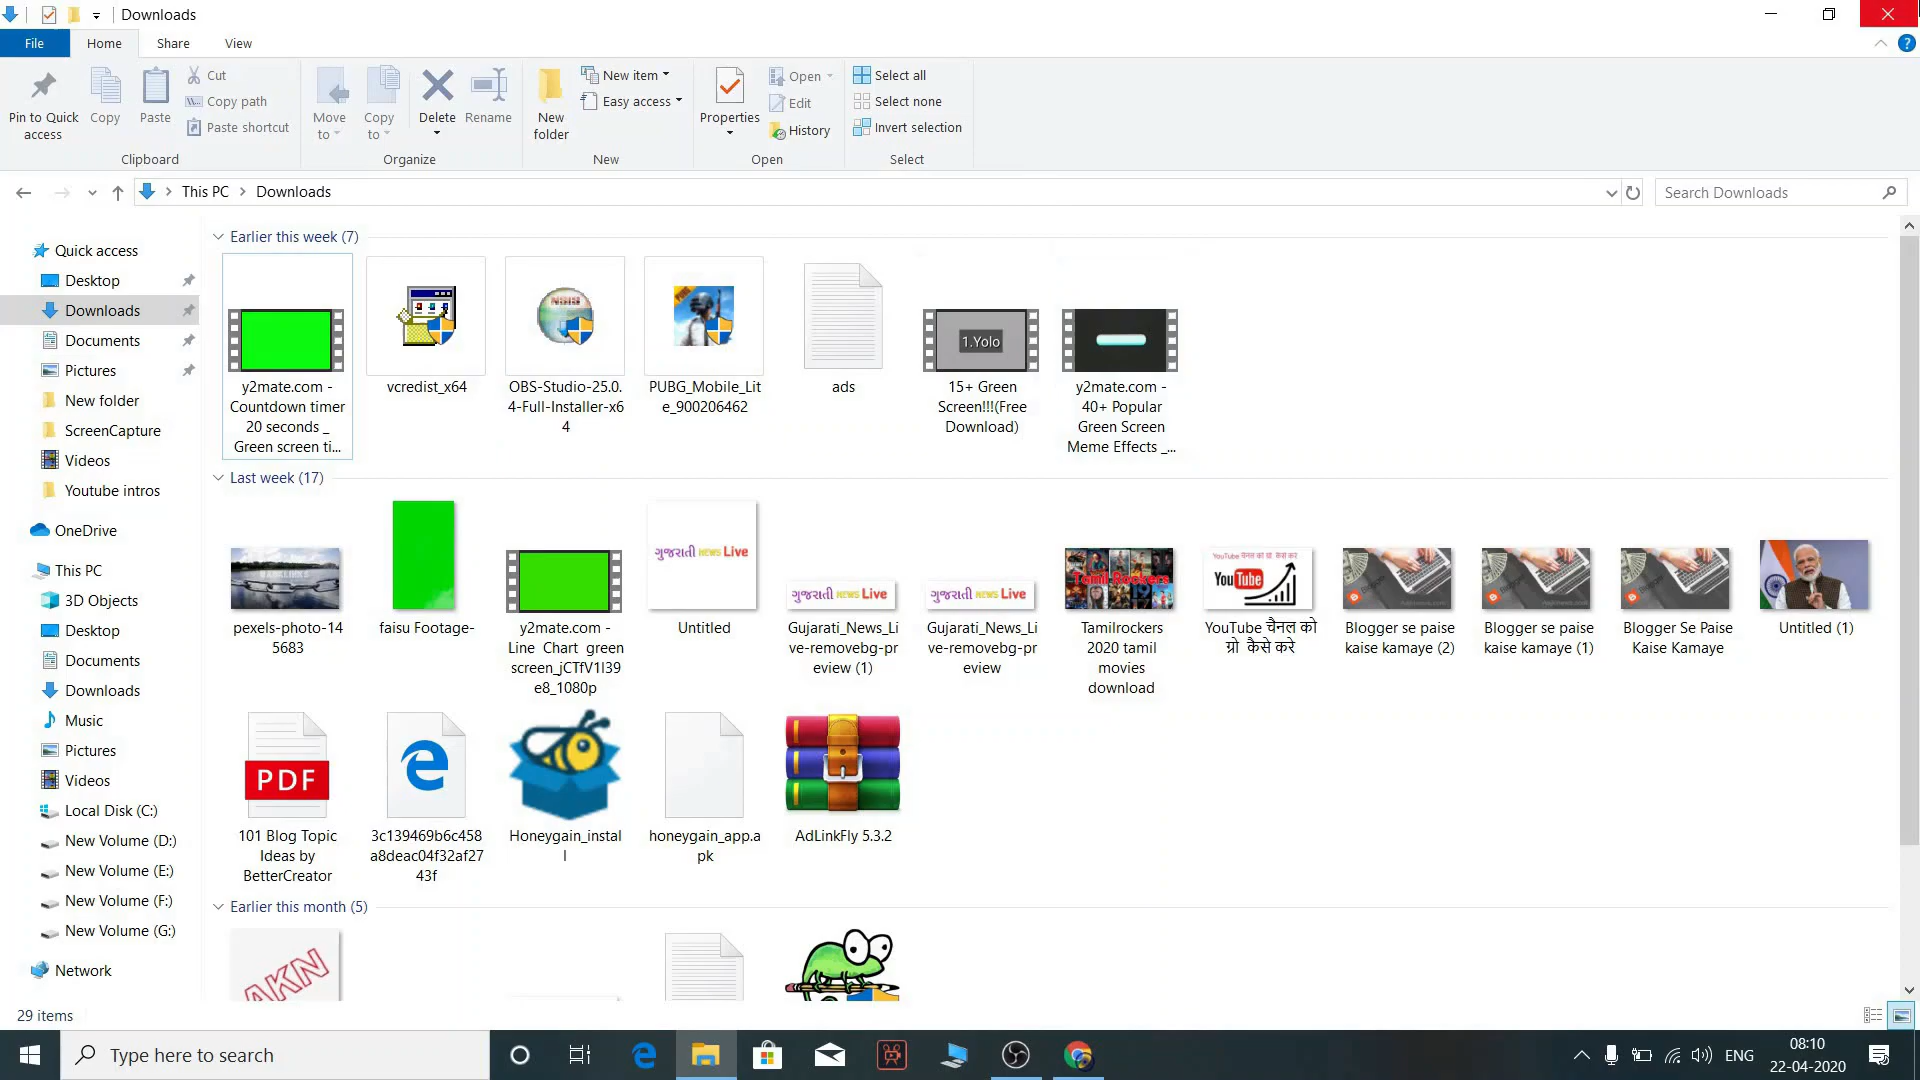 Downloads
File
Home
Share
View
Pin to Quick access
Copy
Paste
Cut
Copy path
Paste shortcut
Clipboard
Move to
Copy to
Delete
Rename
Organize
New folder
New item
Easy access
New
Properties
Open
Edit
History
Open
Select all
Select none
Invert selection
Select
This PC
Downloads
Search Downloads
Quick access
Desktop
Downloads
Documents
Pictures
New folder
ScreenCapture
Videos
Youtube intros
OneDrive
This PC
3D Objects
Desktop
Documents
Downloads
Music
Pictures
Videos
Local Disk (C:)
New Volume (D:)
New Volume (E:)
New Volume (F:)
New Volume (G:)
Network
Earlier this week (7)
y2mate.com -
Countdown timer
20 seconds _
Green screen ti...
vcredist_x64
NSIS
OBS-Studio-25.0.
4-Full-Installer-x6
4
PUBG_Mobile_Lit
e_900206462
ads
1.Yolo
15+ Green
Screen!!!(Free
Download)
y2mate.com -
40+ Popular
Green Screen
Meme Effects _...
Last week (17)
pexels-photo-14
5683
faisu Footage-
y2mate.com -
Line Chart green
screen_jCTfV1l39
e8_1080p
ગુજરાતી NEWS Live
Untitled
ગુજરાતી NEWS Live
Gujarati_News_Li
ve-removebg-pr
eview (1)
ગુજરાતી NEWS Live
Gujarati_News_Li
ve-removebg-pr
eview
Tamil Rockers
Tamilrockers
2020 tamil
movies
download
YouTube चैनल को ग्रो कैसे करे
YouTube
YouTube चैनल को
ग्रो कैसे करे
Blogger se paise
kaise kamaye (2)
Blogger se paise
kaise kamaye (1)
Blogger Se Paise
Kaise Kamaye
Untitled (1)
PDF
101 Blog Topic
Ideas by
BetterCreator
3c139469b6c458
a8deac04f32af27
43f
Honeygain_instal
l
honeygain_app.a
pk
AdLinkFly 5.3.2
Earlier this month (5)
AKN
29 items
Type here to search
ENG
08:10
22-04-2020